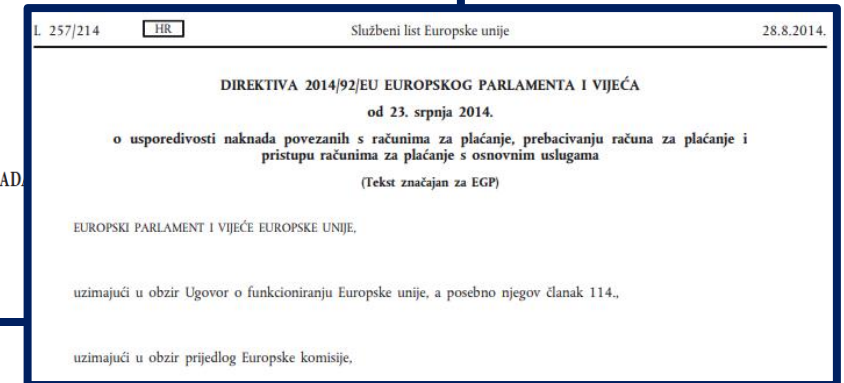 L 257/214 HR Službeni list Europske unije 28.8.2014.
DIREKTIVA 2014/92/EU EUROPSKOG PARLAMENTA I VIJEĆA
od 23. srpnja 2014.
o usporedivosti naknada povezanih s računima za plaćanje, prebacivanju računa za plaćanje i
pristupu računima za plaćanje s osnovnim uslugama
(Tekst značajan za EGP)
EUROPSKI PARLAMENT I VIJEĆE EUROPSKE UNIJE,
uzimajući u obzir Ugovor o funkcioniranju Europske unije, a posebno njegov članak 114.,
uzimajući u obzir prijedlog Europske komisije,